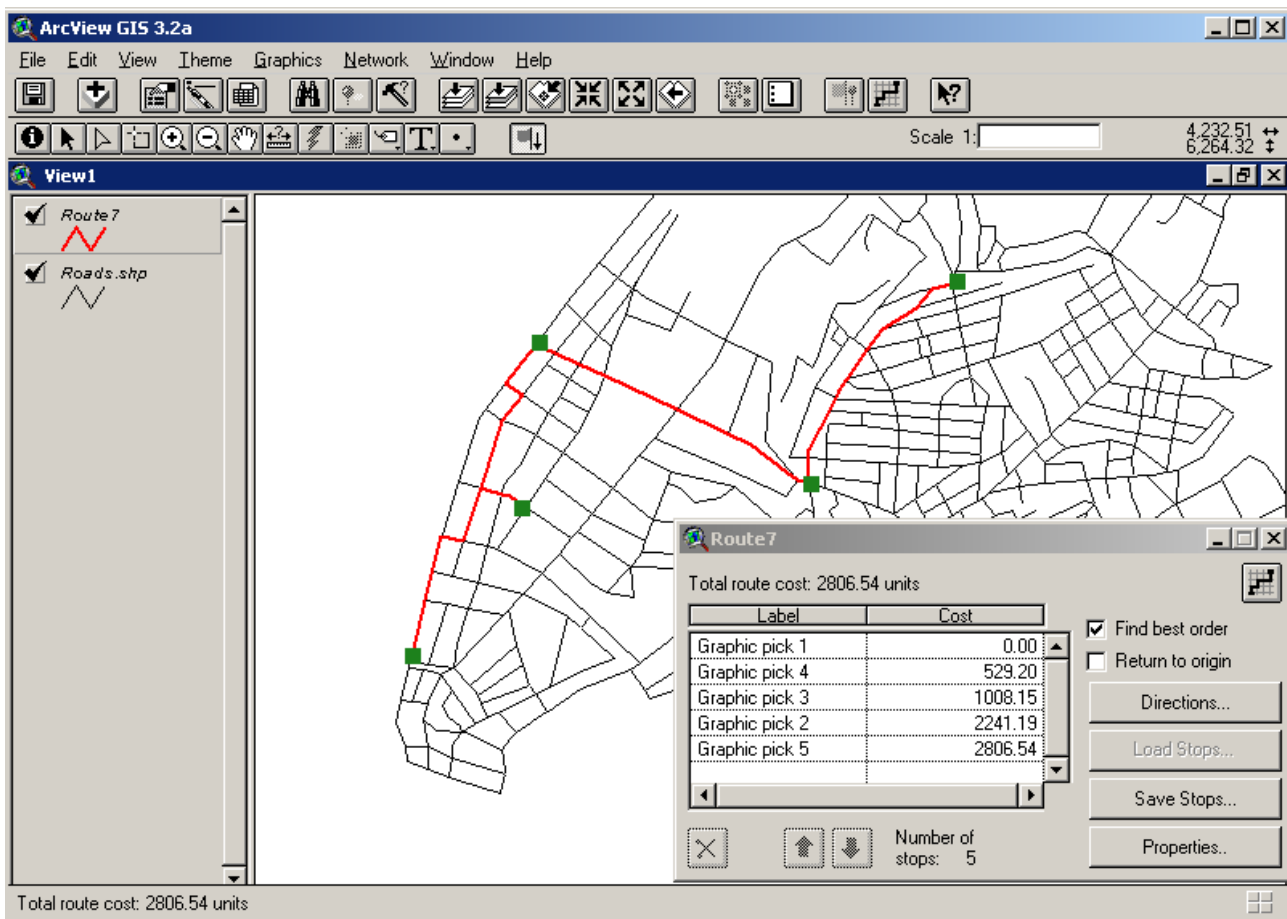 ArcView GIS 3.2a
File Edit View Theme Graphics Network Window Help
Scale 1:
4,232.51
6,264.32
View1
Route7
Roads.shp
Route7
Total route cost: 2806.54 units
Label Cost
Graphic pick 1 0.00
Graphic pick 4 529.20
Graphic pick 3 1008.15
Graphic pick 2 2241.19
Graphic pick 5 2806.54
Find best order
Return to origin
Directions...
Load Stops...
Save Stops...
Properties..
Number of
stops: 5
Total route cost: 2806.54 units